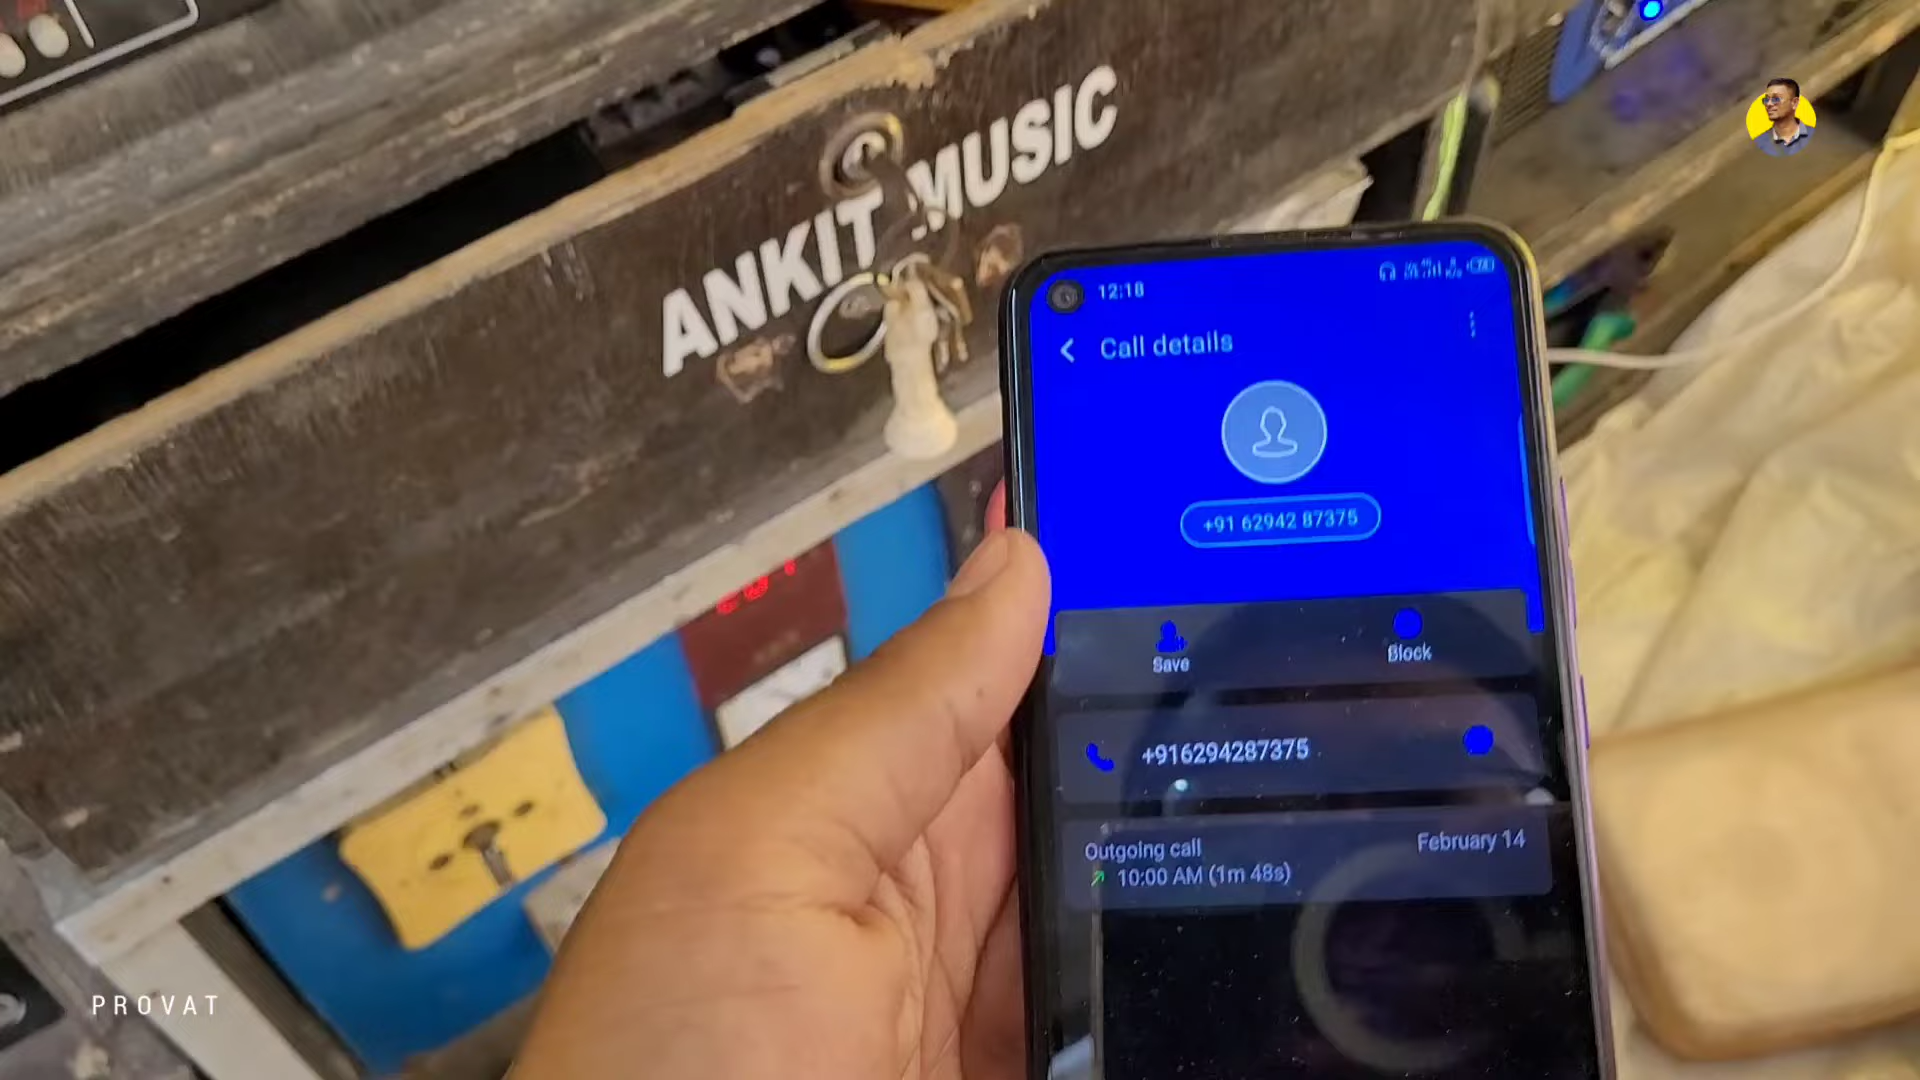 ANKIT MUSIC
12:18
Call details
+91 62942 87375
Save
Block
+916294287375
Outgoing call
February 14
10:00 AM (1m 48s)
PROVAT